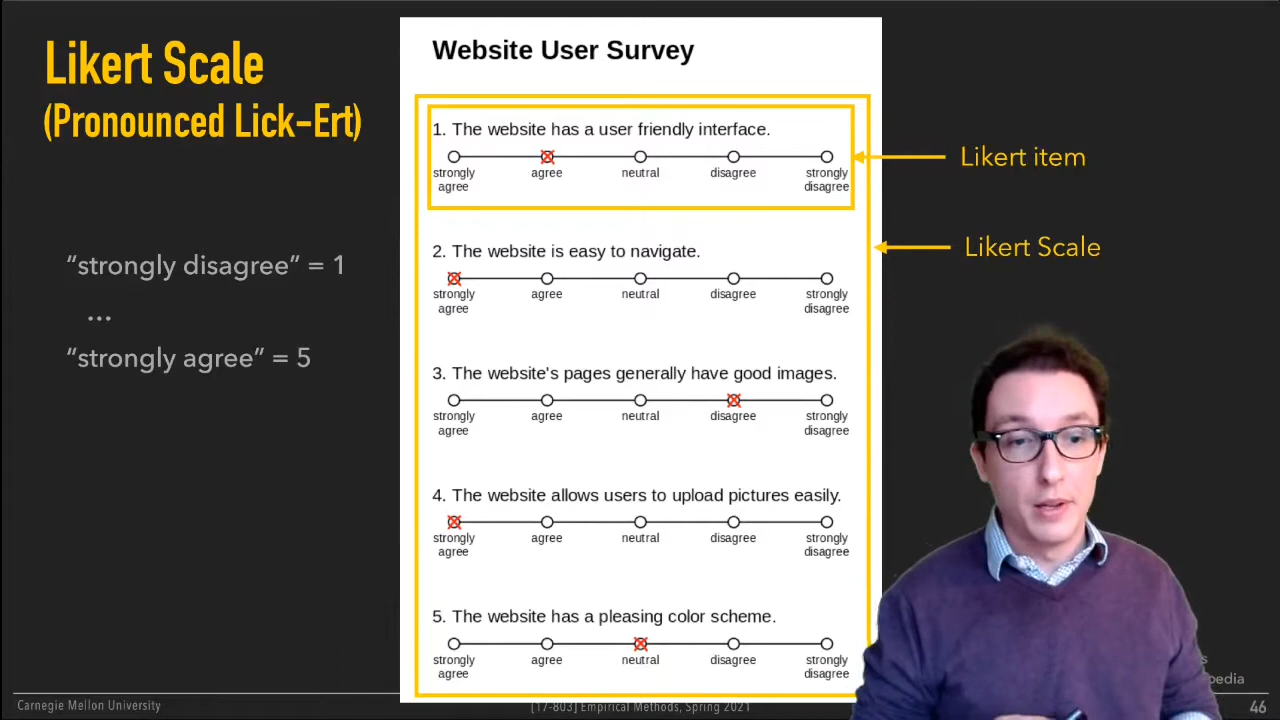 Likert Scale
(Pronounced Lick-Ert)
“strongly disagree” = 1
...
“strongly agree” = 5
Website User Survey
1. The website has a user friendly interface.
strongly agree agree neutral disagree strongly disagree
2. The website is easy to navigate.
strongly agree agree neutral disagree strongly disagree
3. The website's pages generally have good images.
strongly agree agree neutral disagree strongly disagree
4. The website allows users to upload pictures easily.
strongly agree agree neutral disagree strongly disagree
5. The website has a pleasing color scheme.
strongly agree agree neutral disagree strongly disagree
Likert item
Likert Scale
Carnegie Mellon University
[17-803] Empirical Methods, Spring 2021
46